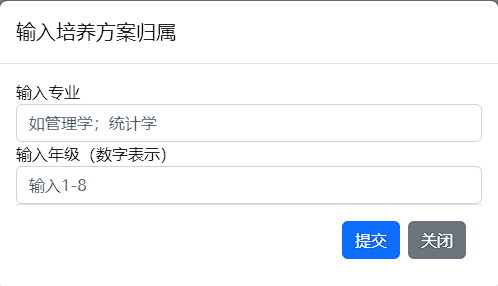 输入培养方案归属
输入专业
如管理学；统计学
输入年级（数字表示）
输入1-8
提交 关闭